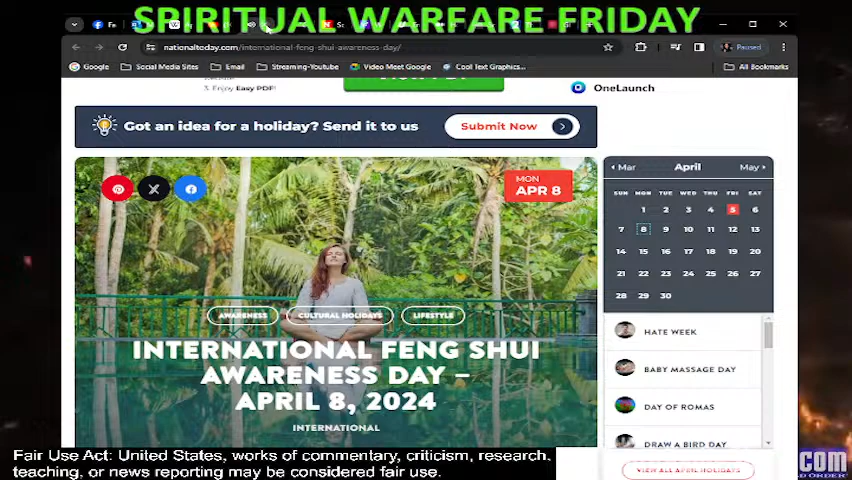 SPIRITUAL WARFARE FRIDAY
nationaltoday.com/international-feng-shui-awareness-day/
Paused
Google Social Media Sites Email Streaming-Youtube Video Meet Google Cool Text Graphics... All Bookmarks
3. Enjoy Easy PDF!
OneLaunch
Got an idea for a holiday? Send it to us
Submit Now
MON
APR 8
Mar April May
SUN MON TUE WED THU FRI SAT
1 2 3 4 5 6
7 8 9 10 11 12 13
14 15 16 17 18 19 20
21 22 23 24 25 26 27
28 29 30
AWARENESS CULTURAL HOLIDAYS LIFESTYLE
INTERNATIONAL FENG SHUI
AWARENESS DAY –
APRIL 8, 2024
INTERNATIONAL
HATE WEEK
BABY MASSAGE DAY
DAY OF ROMAS
DRAW A BIRD DAY
VIEW ALL APRIL HOLIDAYS
Fair Use Act: United States, works of commentary, criticism, research,
teaching, or news reporting may be considered fair use.
COM